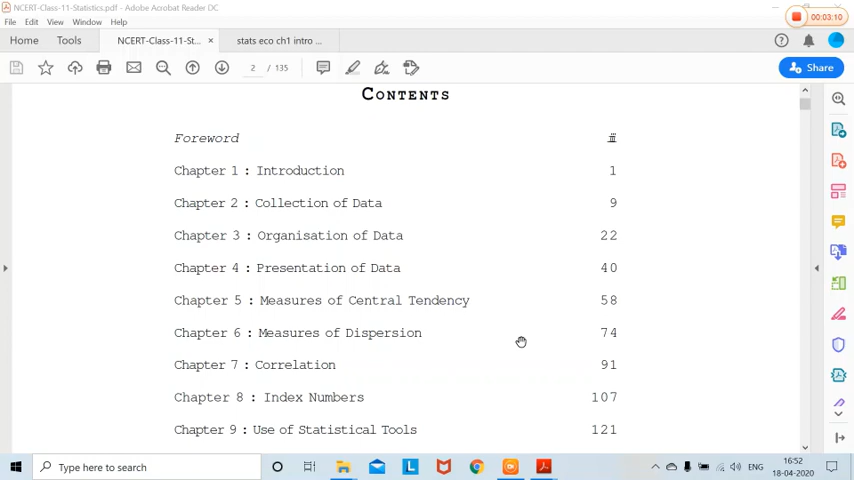 NCERT-Class-11-Statistics.pdf - Adobe Acrobat Reader DC
00:03:10
File Edit View Window Help
Home Tools NCERT-Class-11-Sta... × stats eco ch1 intro ...
2 / 135 Share
CONTENTS
Foreword iii
Chapter 1 : Introduction 1
Chapter 2 : Collection of Data 9
Chapter 3 : Organisation of Data 22
Chapter 4 : Presentation of Data 40
Chapter 5 : Measures of Central Tendency 58
Chapter 6 : Measures of Dispersion 74
Chapter 7 : Correlation 91
Chapter 8 : Index Numbers 107
Chapter 9 : Use of Statistical Tools 121
Type here to search
ENG
16:52
18-04-2020